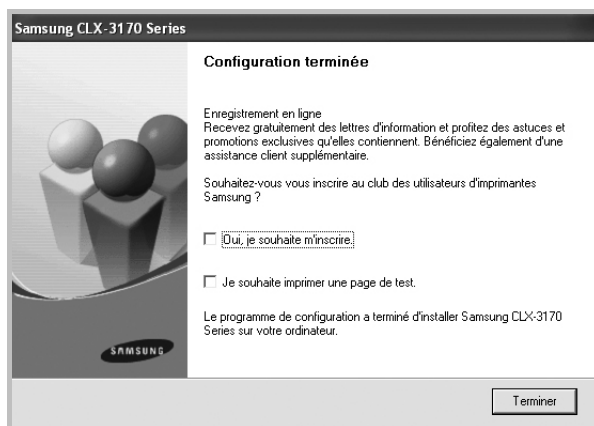 Samsung CLX-3170 Series
Configuration terminée
Enregistrement en ligne
Recevez gratuitement des lettres d'information et profitez des astuces et
promotions exclusives qu'elles contiennent. Bénéficiez également d'une
assistance client supplémentaire.
Souhaitez-vous vous inscrire au club des utilisateurs d'imprimantes
Samsung ?
Oui, je souhaite m'inscrire.
Je souhaite imprimer une page de test.
Le programme de configuration a terminé d'installer Samsung CLX-3170
Series sur votre ordinateur.
SAMSUNG
Terminer